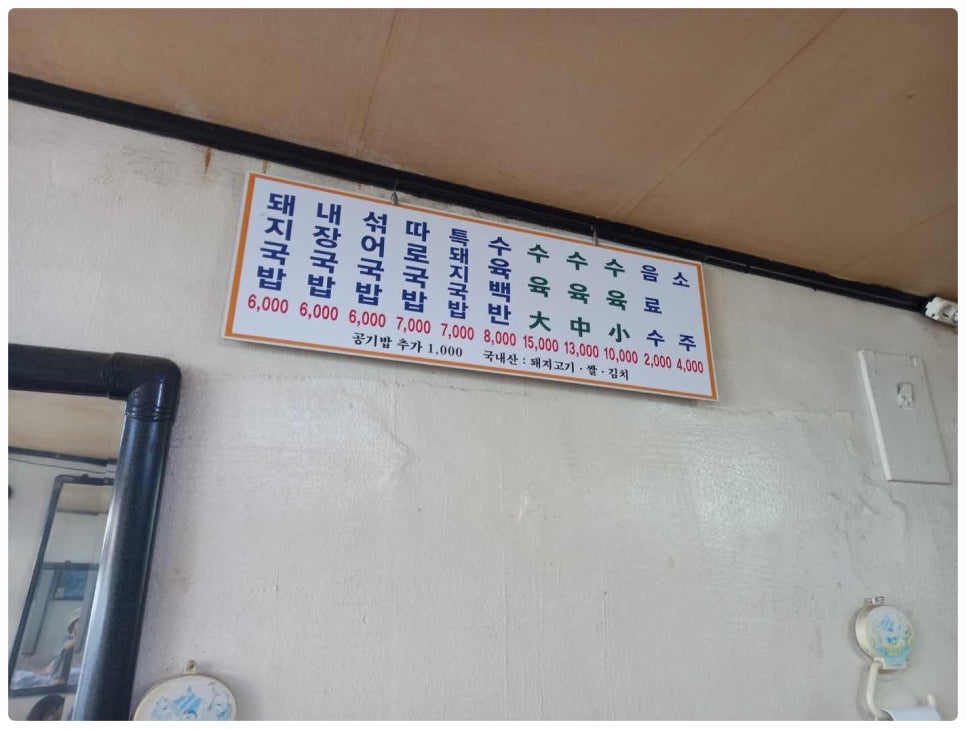 돼지국밥 6,000
내장국밥 6,000
섞어국밥 6,000
따로국밥 7,000
특돼지국밥 7,000
수육백반 8,000
수육大 15,000
수육中 13,000
수육小 10,000
음료수 2,000
소주 4,000
공기밥 추가 1,000 국내산 : 돼지고기 · 쌀 · 김치